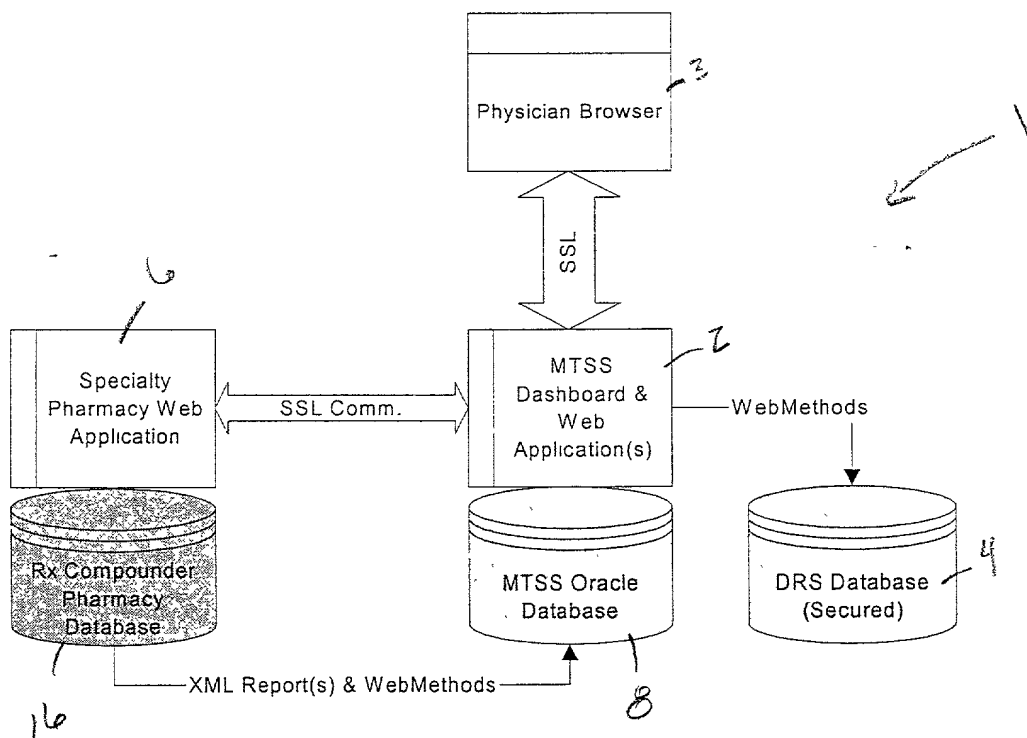 Physician Browser
3
1
SSL
6
Specialty
Pharmacy Web
Application
SSL Comm.
MTSS
Dashboard &
Web
Application(s)
2
WebMethods
Rx Compounder
Pharmacy
Database
MTSS Oracle
Database
DRS Database
(Secured)
4
XML Report(s) & WebMethods
16
8